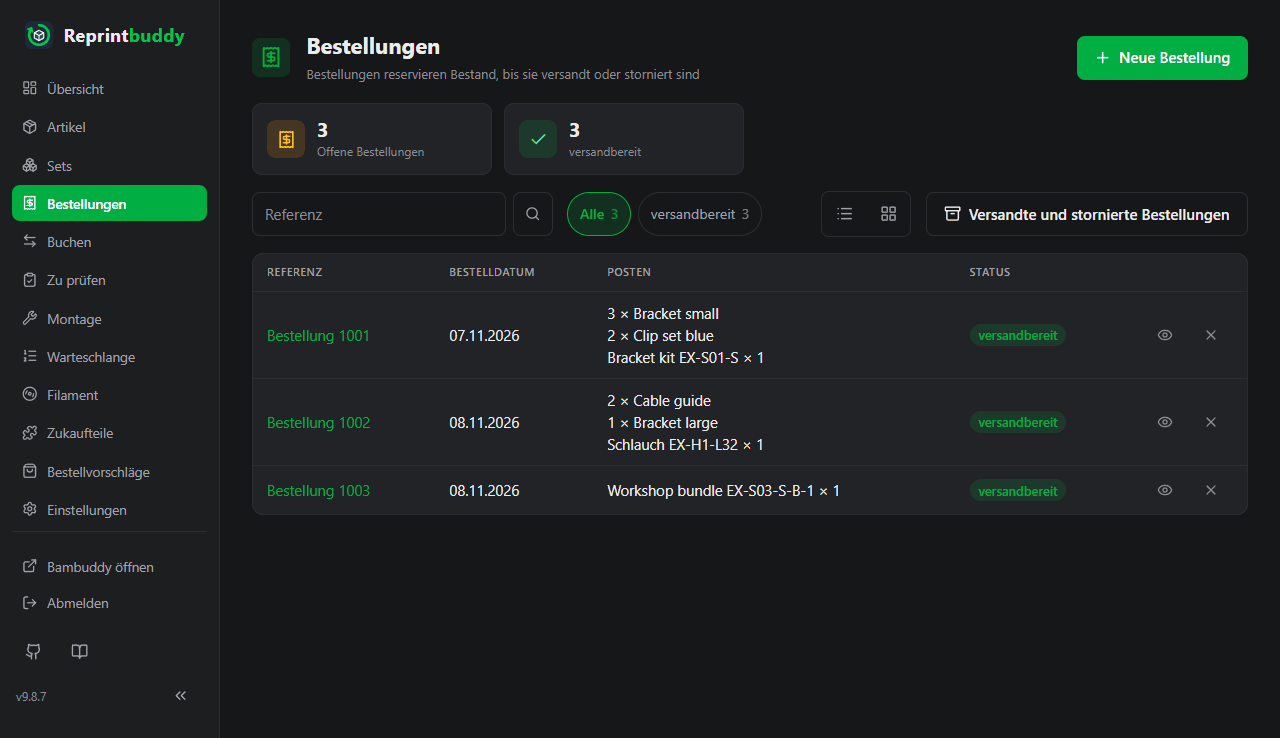 Reprintbuddy
Übersicht
Artikel
Sets
Bestellungen
Buchen
Zu prüfen
Montage
Warteschlange
Filament
Zukaufteile
Bestellvorschläge
Einstellungen
Bambuddy öffnen
Abmelden
v9.8.7
Bestellungen
Bestellungen reservieren Bestand, bis sie versandt oder storniert sind
Neue Bestellung
3
Offene Bestellungen
3
versandbereit
Referenz
Alle 3
versandbereit 3
Versandte und stornierte Bestellungen
REFERENZ BESTELLDATUM POSTEN STATUS
Bestellung 1001 07.11.2026
3 × Bracket small
2 × Clip set blue
Bracket kit EX-S01-S × 1
versandbereit
Bestellung 1002 08.11.2026
2 × Cable guide
1 × Bracket large
Schlauch EX-H1-L32 × 1
versandbereit
Bestellung 1003 08.11.2026 Workshop bundle EX-S03-S-B-1 × 1 versandbereit